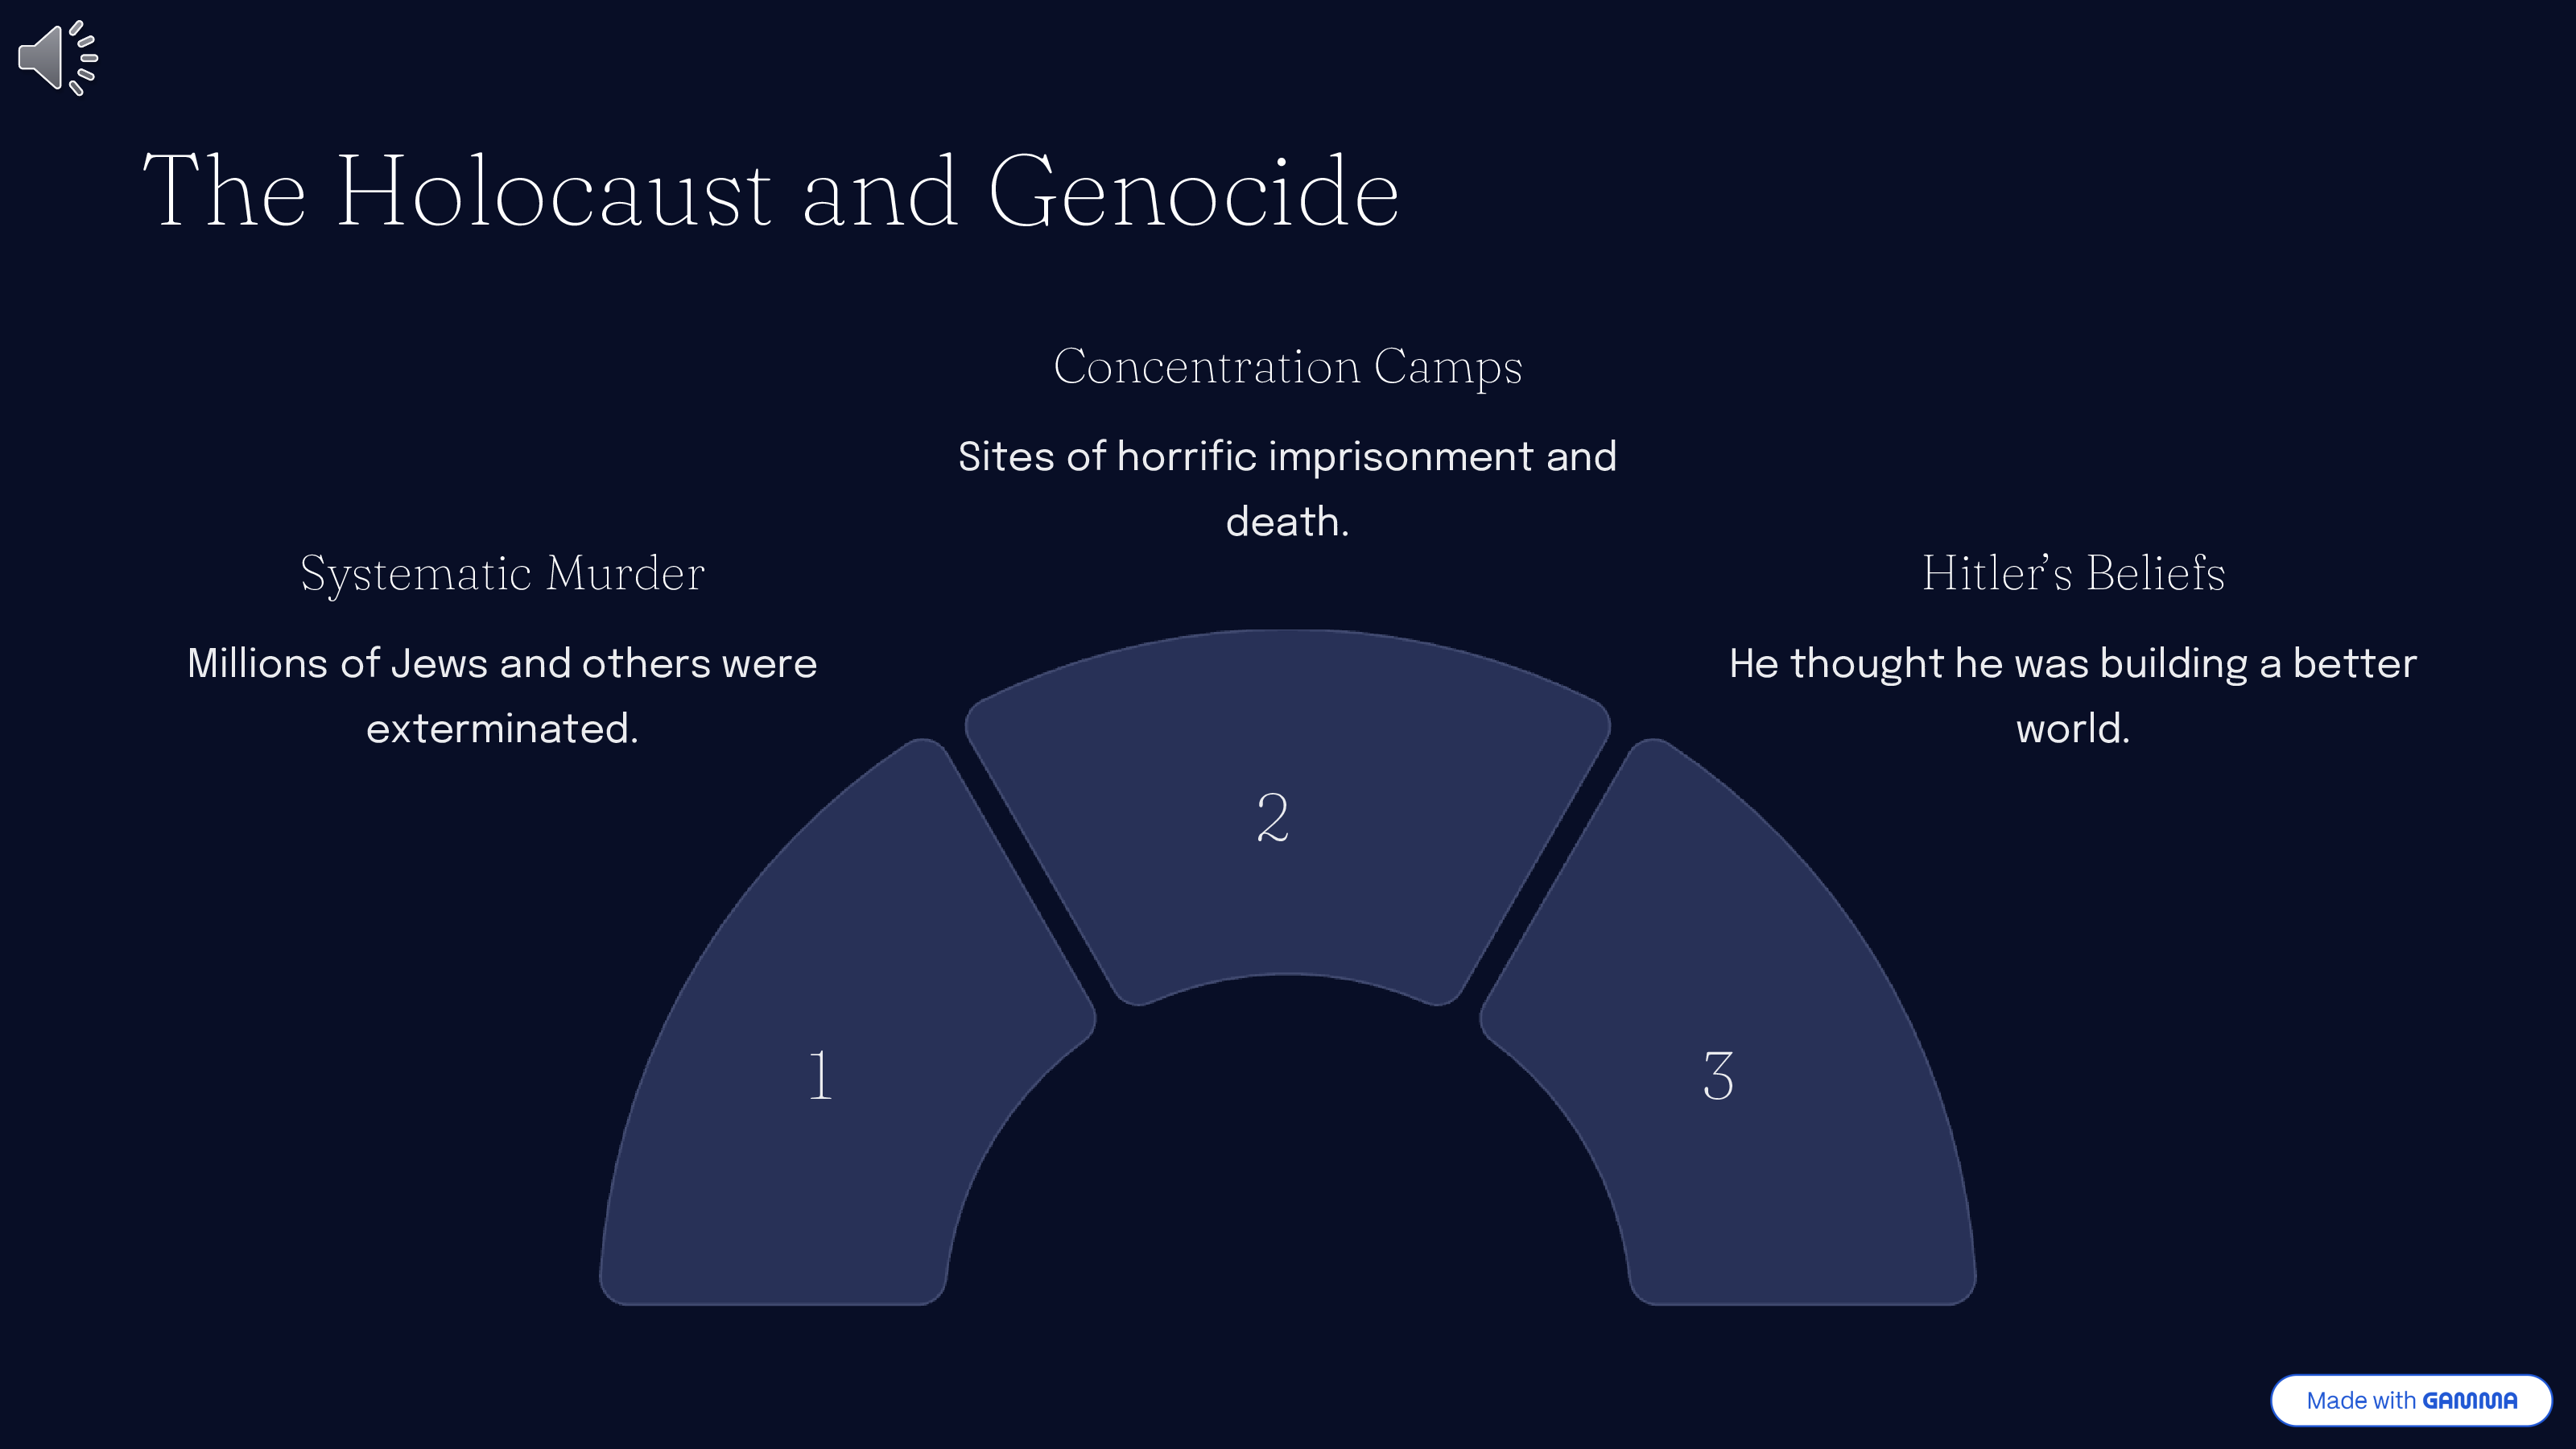 The Holocaust and Genocide
Concentration Camps
Sites of horrific imprisonment and
death.
Systematic Murder
Millions of Jews and others were
exterminated.
Hitler’s Beliefs
He thought he was building a better
world.
1
2
3
Made with GAMMA